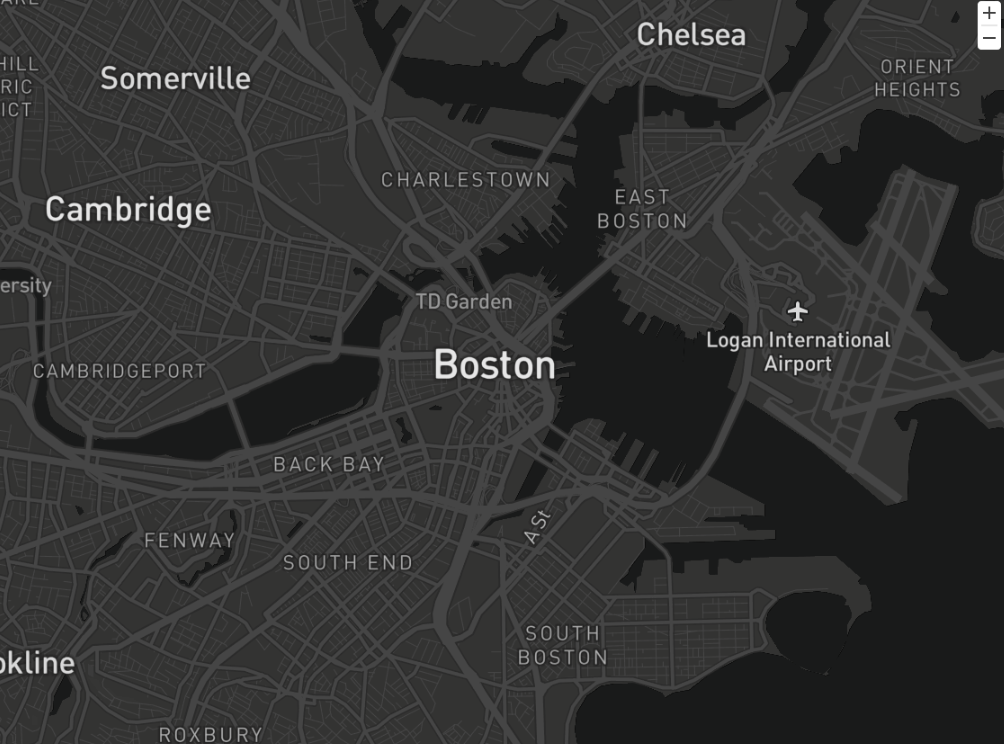 Chelsea
+
−
HILL
RIC
ICT
Somerville
ORIENT
HEIGHTS
CHARLESTOWN
Cambridge
EAST
BOSTON
ersity
TD Garden
Logan International
Airport
Boston
CAMBRIDGEPORT
BACK BAY
A St
FENWAY
SOUTH END
SOUTH
BOSTON
okline
ROXBURY